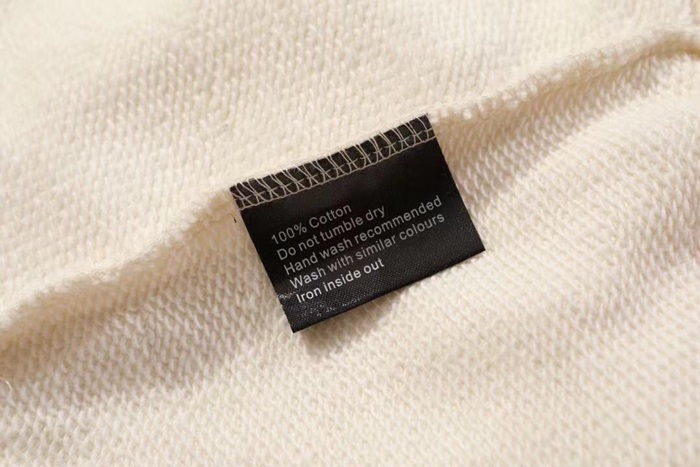 100% Cotton
Do not tumble dry
Hand wash recommended
Wash with similar colours
Iron inside out